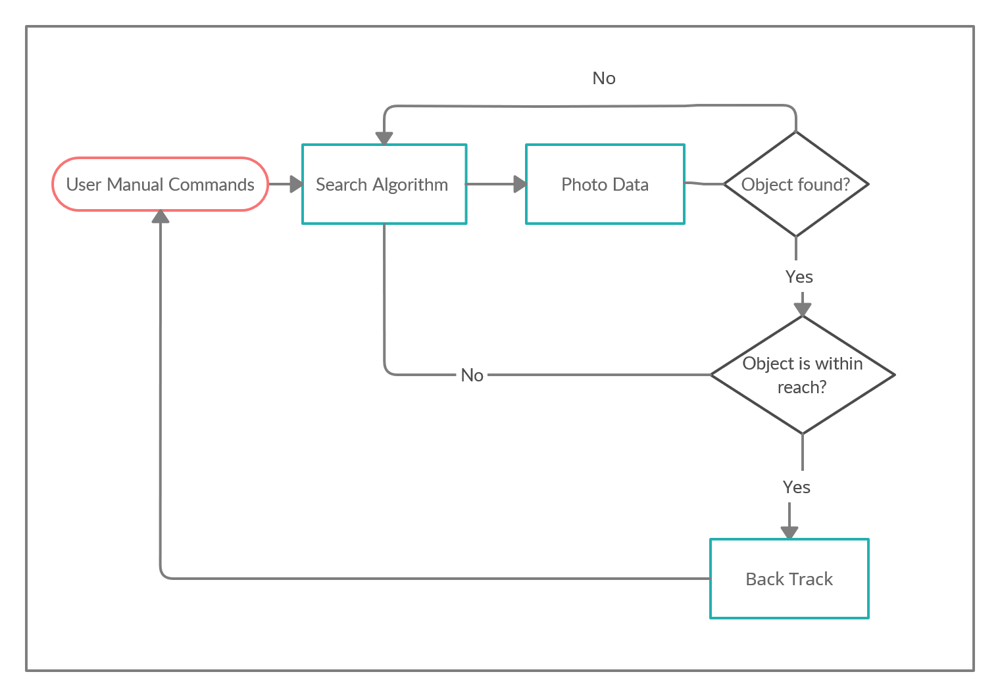 No
User Manual Commands
Search Algorithm
Photo Data
Object found?
Yes
Object is within
reach?
No
Yes
Back Track